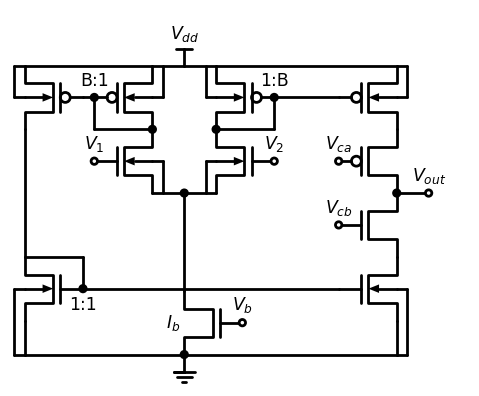 V_dd
B:1 1:B
V_1 V_2 V_ca V_out
V_cb
1:1 I_b V_b